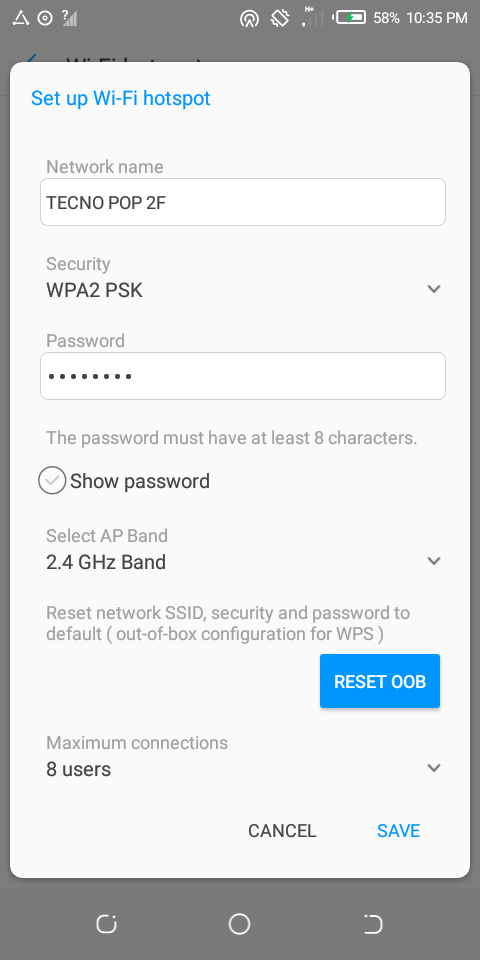 58% 10:35 PM
Set up Wi-Fi hotspot
Network name
TECNO POP 2F
Security
WPA2 PSK
Password
••••••••
The password must have at least 8 characters.
Show password
Select AP Band
2.4 GHz Band
Reset network SSID, security and password to
default ( out-of-box configuration for WPS )
RESET OOB
Maximum connections
8 users
CANCEL SAVE